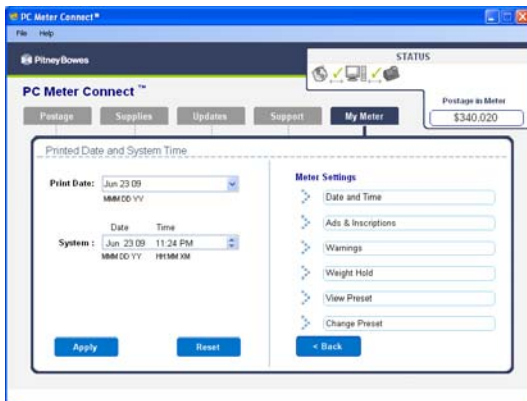 PC Meter Connect®
File Help
Pitney Bowes
STATUS
PC Meter Connect ™
Postage in Meter
$340.020
Postage Supplies Updates Support My Meter
Printed Date and System Time
Print Date: Jun 23 09
MMM DD YY
Date Time
System : Jun 23 09 11:24 PM
MMM DD YY HH:MM XM
Apply Reset
Meter Settings
Date and Time
Ads & Inscriptions
Warnings
Weight Hold
View Preset
Change Preset
< Back